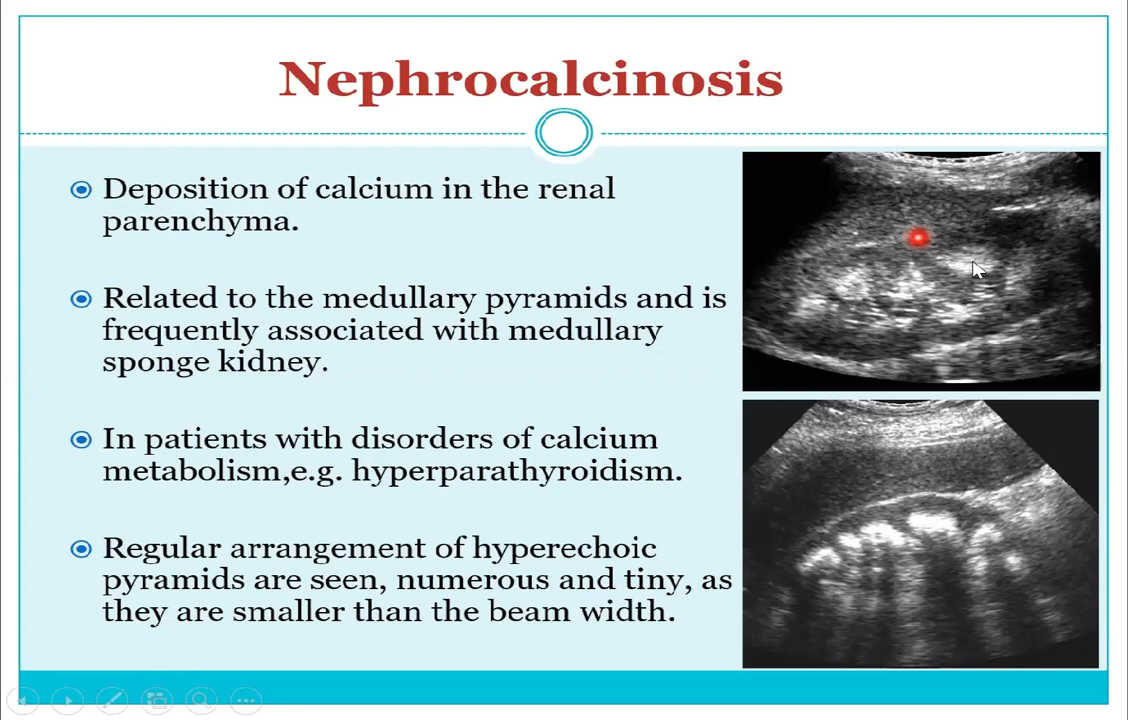 Nephrocalcinosis
Deposition of calcium in the renal
parenchyma.
Related to the medullary pyramids and is
frequently associated with medullary
sponge kidney.
In patients with disorders of calcium
metabolism,e.g. hyperparathyroidism.
Regular arrangement of hyperechoic
pyramids are seen, numerous and tiny, as
they are smaller than the beam width.